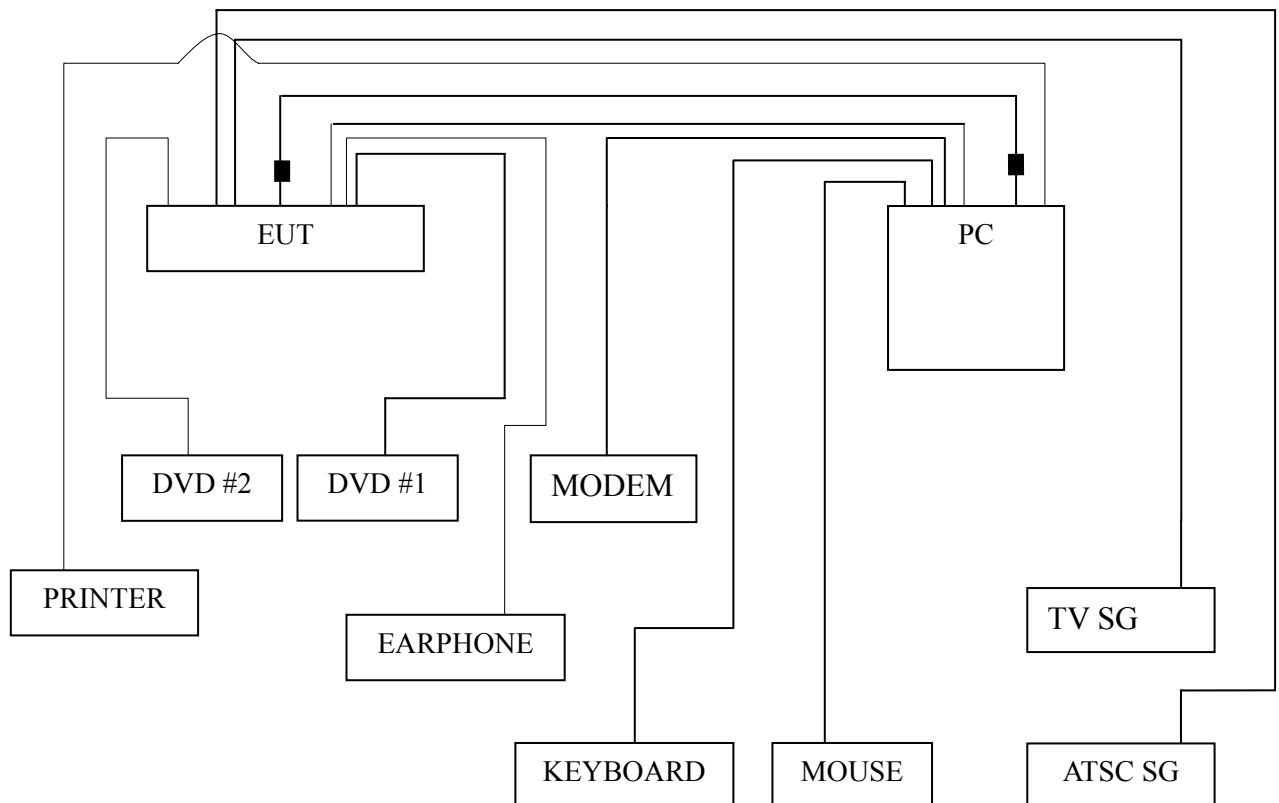 EUT
PC
DVD #2
DVD #1
MODEM
PRINTER
TV SG
EARPHONE
KEYBOARD
MOUSE
ATSC SG